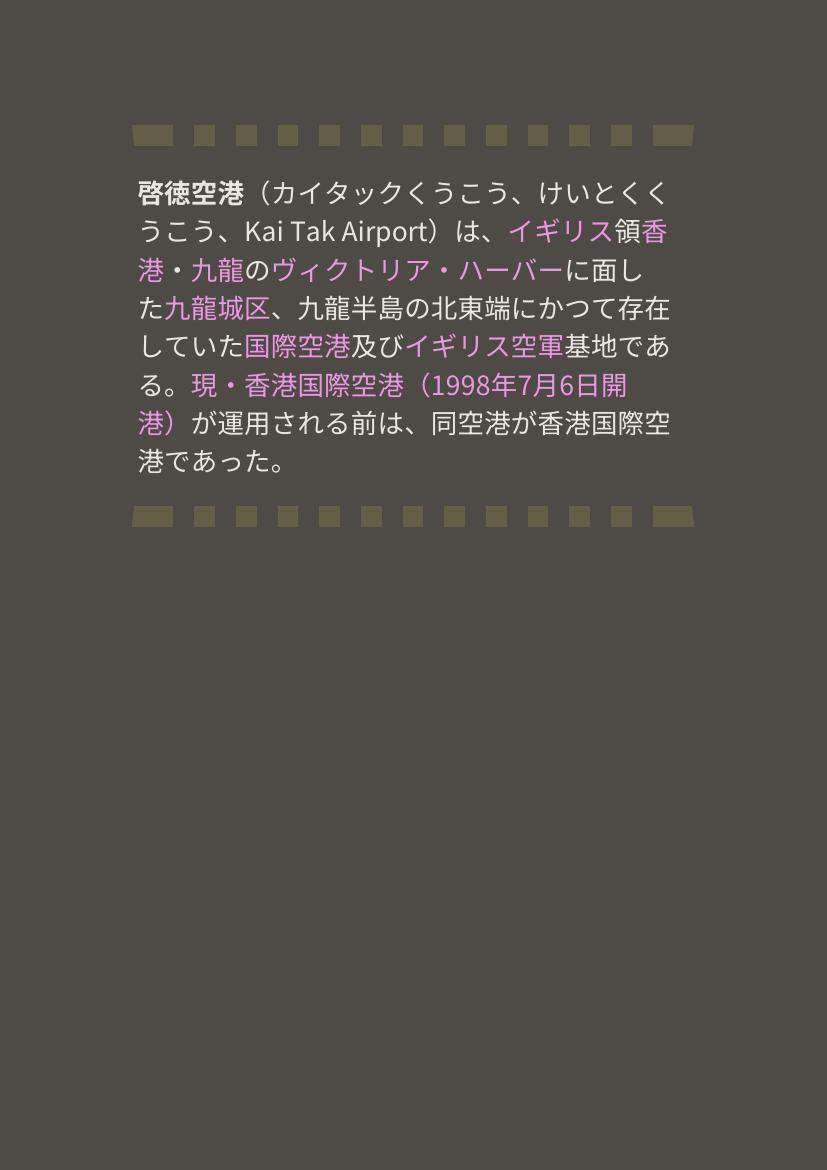 啓徳空港（カイタックくうこう、けいとくく
うこう、Kai Tak Airport）は、イギリス領香
港・九龍のヴィクトリア・ハーバーに面し
た九龍城区、九龍半島の北東端にかつて存在
していた国際空港及びイギリス空軍基地であ
る。現・香港国際空港（1998年7月6日開
港）が運用される前は、同空港が香港国際空
港であった。